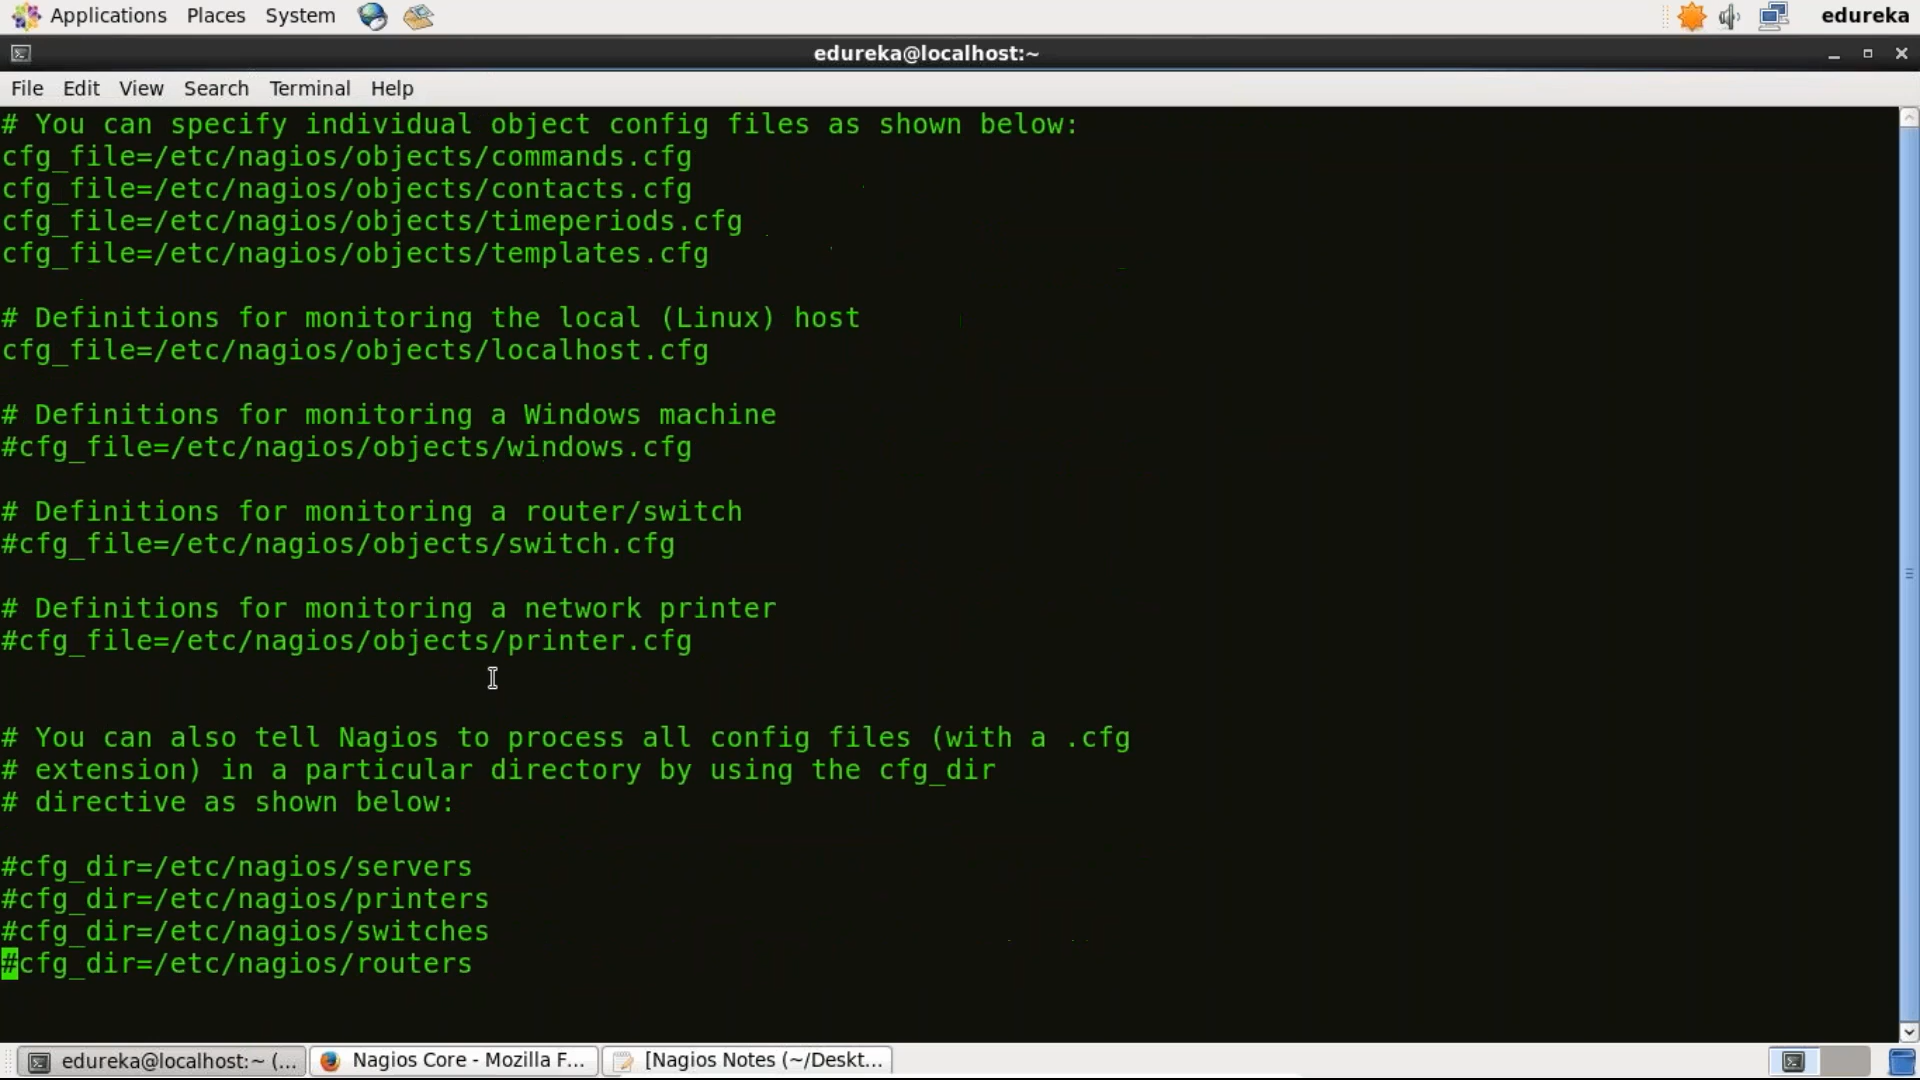 Applications Places System edureka
edureka@localhost:~
File Edit View Search Terminal Help
# You can specify individual object config files as shown below:
cfg_file=/etc/nagios/objects/commands.cfg
cfg_file=/etc/nagios/objects/contacts.cfg
cfg_file=/etc/nagios/objects/timeperiods.cfg
cfg_file=/etc/nagios/objects/templates.cfg
# Definitions for monitoring the local (Linux) host
cfg_file=/etc/nagios/objects/localhost.cfg
# Definitions for monitoring a Windows machine
#cfg_file=/etc/nagios/objects/windows.cfg
# Definitions for monitoring a router/switch
#cfg_file=/etc/nagios/objects/switch.cfg
# Definitions for monitoring a network printer
#cfg_file=/etc/nagios/objects/printer.cfg
# You can also tell Nagios to process all config files (with a .cfg
# extension) in a particular directory by using the cfg_dir
# directive as shown below:
#cfg_dir=/etc/nagios/servers
#cfg_dir=/etc/nagios/printers
#cfg_dir=/etc/nagios/switches
#cfg_dir=/etc/nagios/routers
edureka@localhost:~ (... Nagios Core - Mozilla F... [Nagios Notes (~/Deskt...